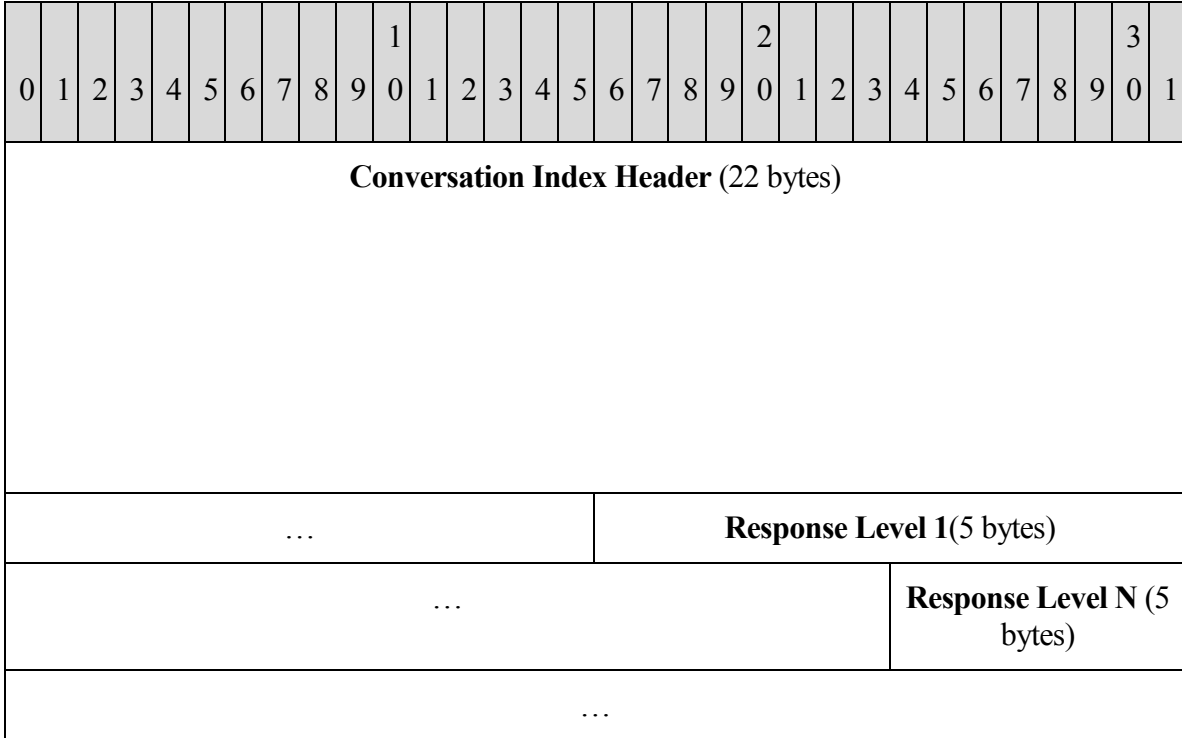 1 2 3
0 1 2 3 4 5 6 7 8 9 0 1 2 3 4 5 6 7 8 9 0 1 2 3 4 5 6 7 8 9 0 1
Conversation Index Header (22 bytes)
… Response Level 1(5 bytes)
… Response Level N (5
bytes)
…